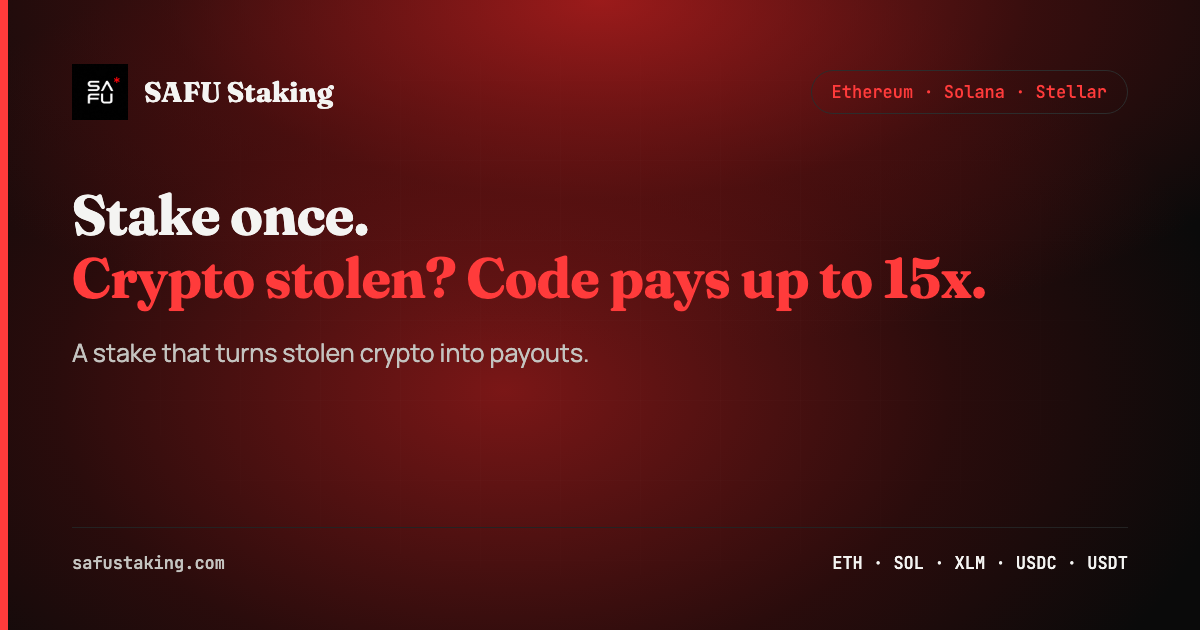 SA*
FU
SAFU Staking
Ethereum · Solana · Stellar
Stake once.
Crypto stolen? Code pays up to 15x.
A stake that turns stolen crypto into payouts.
safustaking.com
ETH · SOL · XLM · USDC · USDT